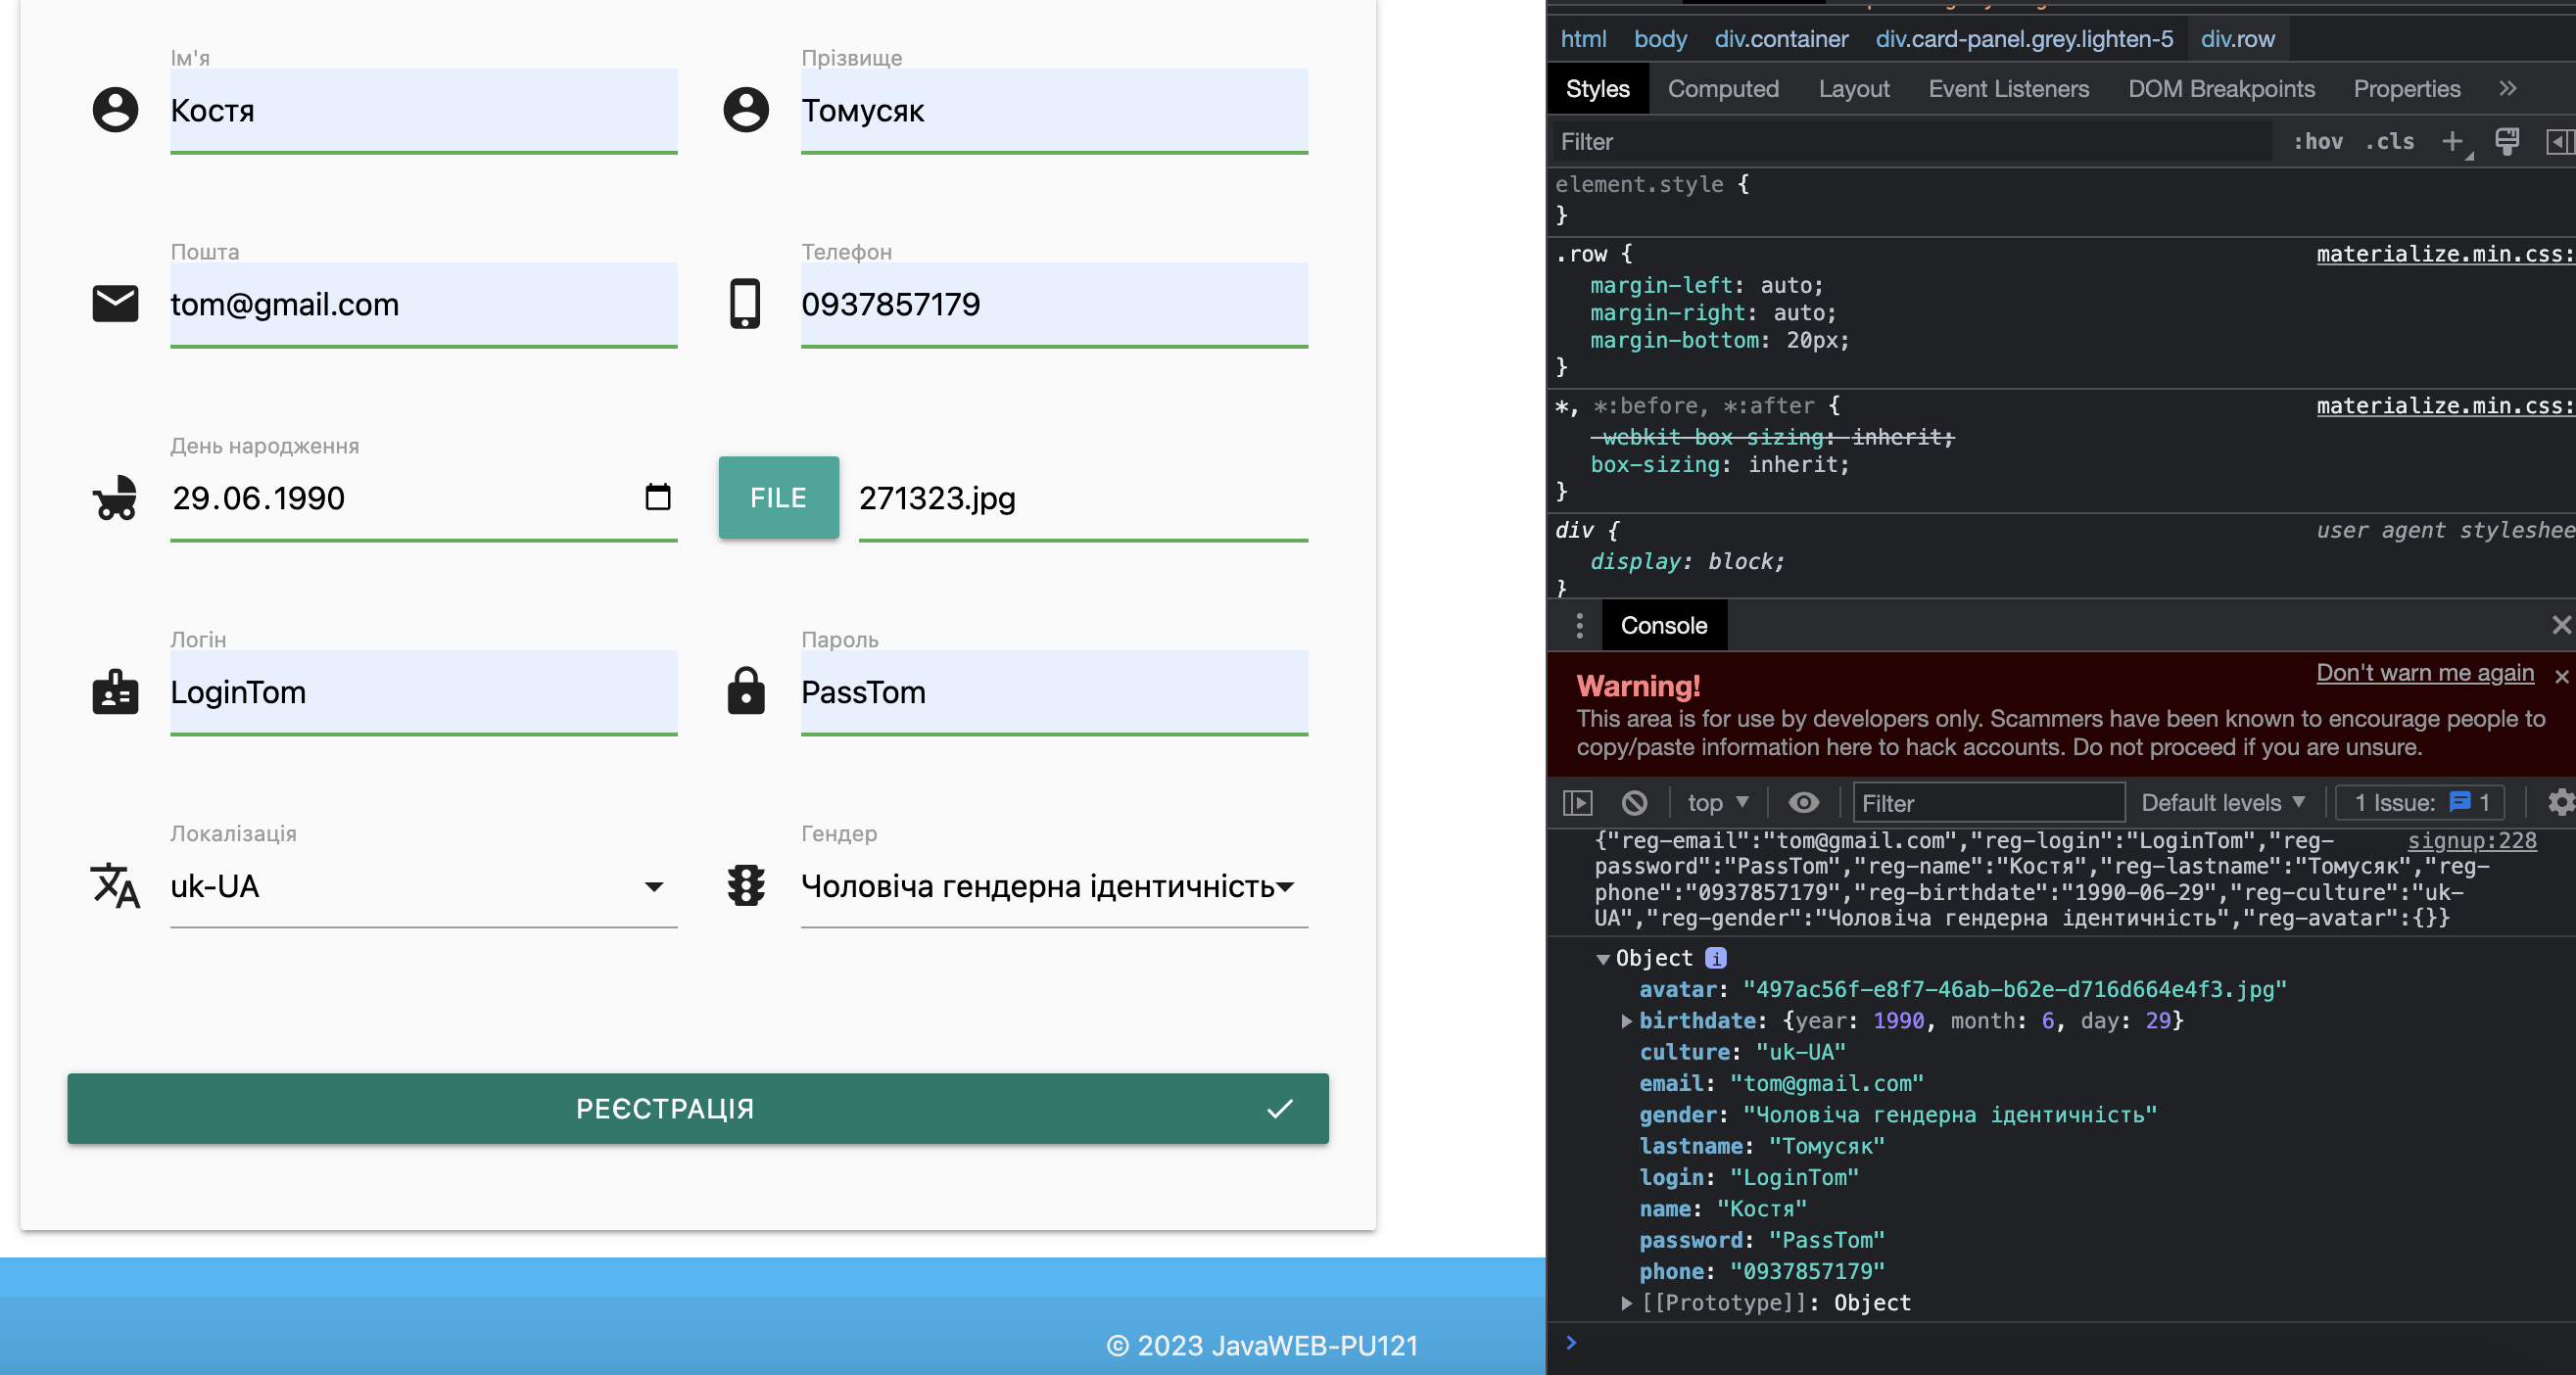 Ім'я
Прізвище
Костя
Томусяк
Пошта
Телефон
tom@gmail.com
0937857179
День народження
29.06.1990
FILE
271323.jpg
Логін
Пароль
LoginTom
PassTom
Локалізація
Гендер
uk-UA
Чоловіча гендерна ідентичність
РЕЄСТРАЦІЯ
© 2023 JavaWEB-PU121
html body div.container div.card-panel.grey.lighten-5 div.row
Styles Computed Layout Event Listeners DOM Breakpoints Properties »
Filter :hov .cls +
element.style {
}
.row { materialize.min.css:
margin-left: auto;
margin-right: auto;
margin-bottom: 20px;
}
*, *:before, *:after { materialize.min.css:
-webkit-box-sizing: inherit;
box-sizing: inherit;
}
div { user agent styleshee
display: block;
}
Console
Warning! Don't warn me again
This area is for use by developers only. Scammers have been known to encourage people to
copy/paste information here to hack accounts. Do not proceed if you are unsure.
top Filter Default levels 1 Issue: 1
{"reg-email":"tom@gmail.com","reg-login":"LoginTom","reg- signup:228
password":"PassTom","reg-name":"Костя","reg-lastname":"Томусяк","reg-
phone":"0937857179","reg-birthdate":"1990-06-29","reg-culture":"uk-
UA","reg-gender":"Чоловіча гендерна ідентичність","reg-avatar":{}}
Object i
avatar: "497ac56f-e8f7-46ab-b62e-d716d664e4f3.jpg"
birthdate: {year: 1990, month: 6, day: 29}
culture: "uk-UA"
email: "tom@gmail.com"
gender: "Чоловіча гендерна ідентичність"
lastname: "Томусяк"
login: "LoginTom"
name: "Костя"
password: "PassTom"
phone: "0937857179"
[[Prototype]]: Object